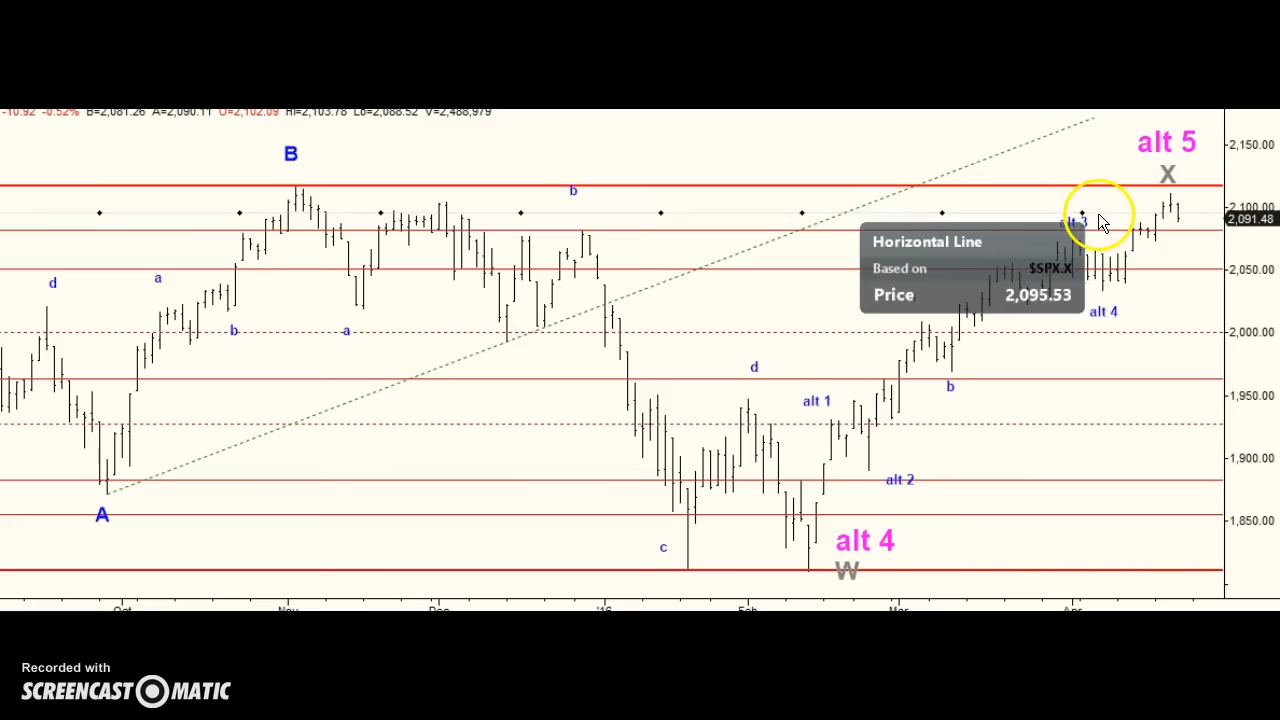 -10.92 -0.52% B=2,081.26 A=2,090.11 O=2,102.09 Hi=2,103.78 Lo=2,088.52 V=2,488,979
alt 5
2,150.00
B
X
b
2,100.00
2,091.48
alt 3
Horizontal Line
Based on $SPX.X
Price 2,095.53
2,050.00
a
d
alt 4
b
a
2,000.00
d
b
1,950.00
alt 1
1,900.00
alt 2
A
1,850.00
alt 4
c
W
Oct Nov Dec '16 Feb Mar Apr
Recorded with
SCREENCAST MATIC